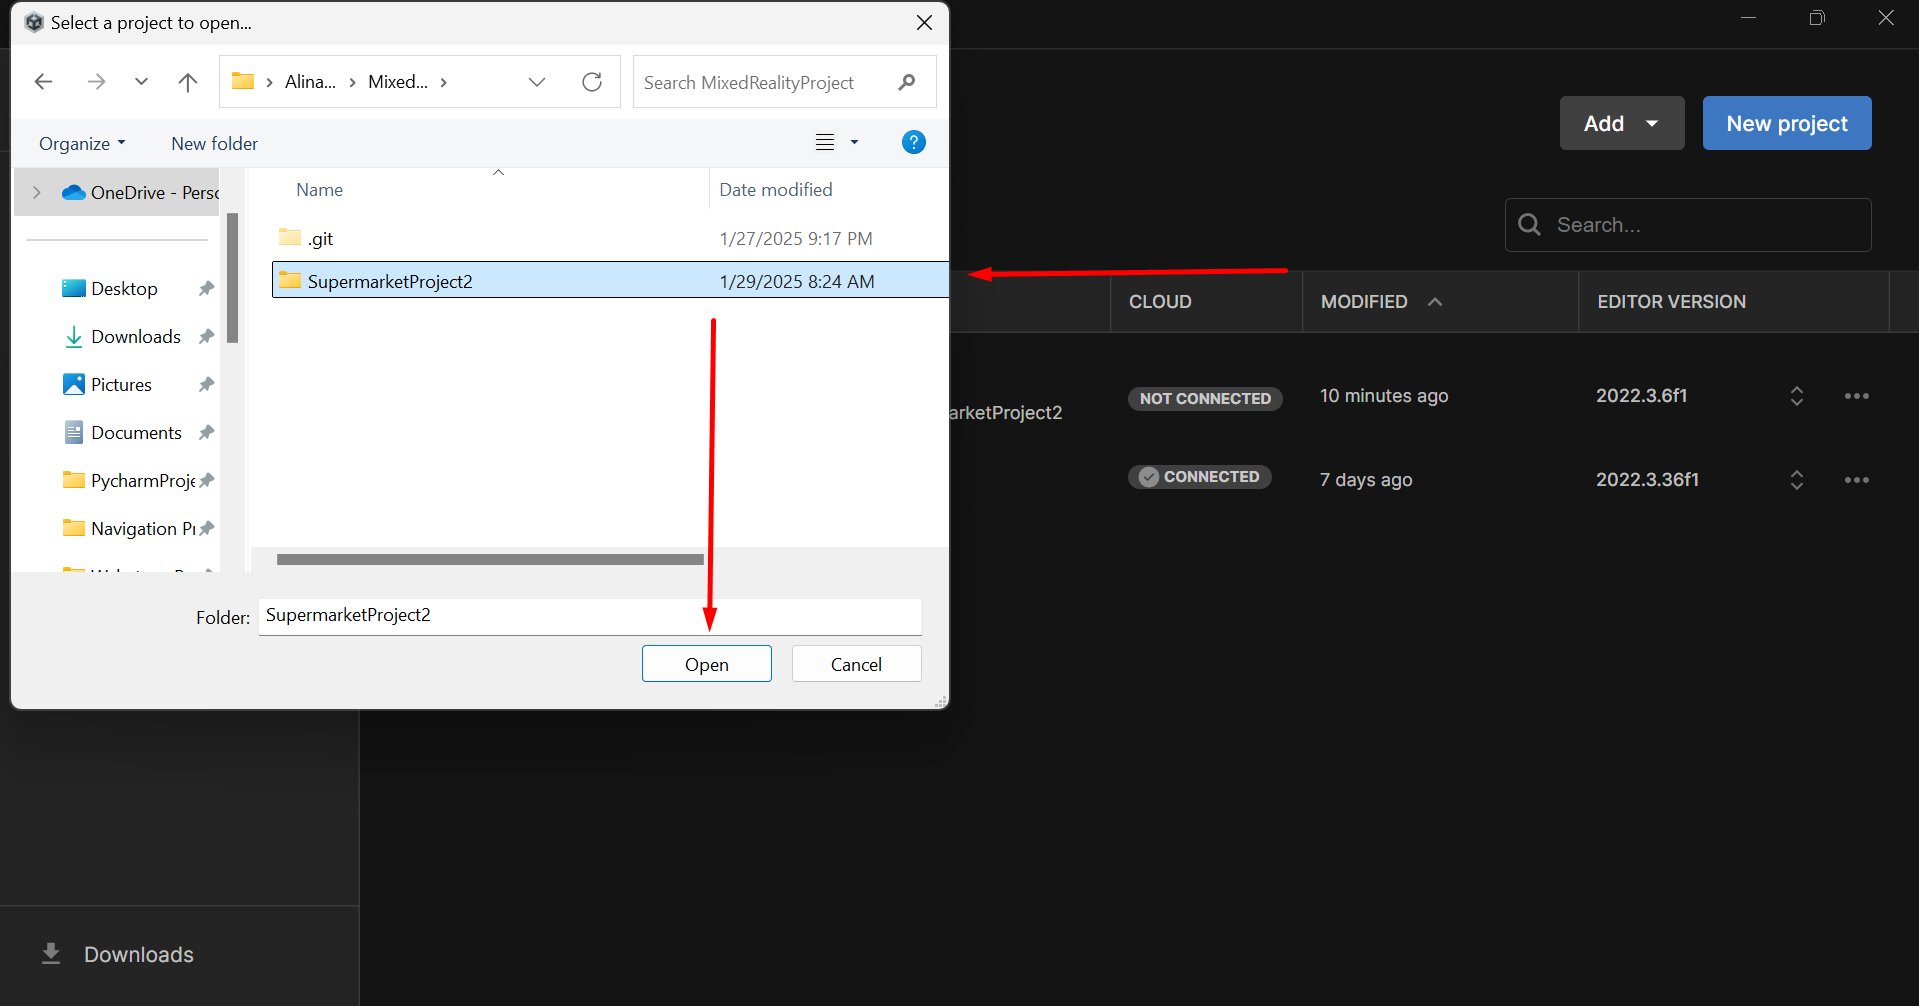 Select a project to open...
Alina... Mixed...
Search MixedRealityProject
Organize
New folder
?
OneDrive - Perso
Desktop
Downloads
Pictures
Documents
PycharmProje
Navigation Pr
Name
Date modified
.git
1/27/2025 9:17 PM
SupermarketProject2
1/29/2025 8:24 AM
Folder:
SupermarketProject2
Open
Cancel
Add
New project
Search...
CLOUD
MODIFIED
EDITOR VERSION
arketProject2
NOT CONNECTED
10 minutes ago
2022.3.6f1
CONNECTED
7 days ago
2022.3.36f1
Downloads